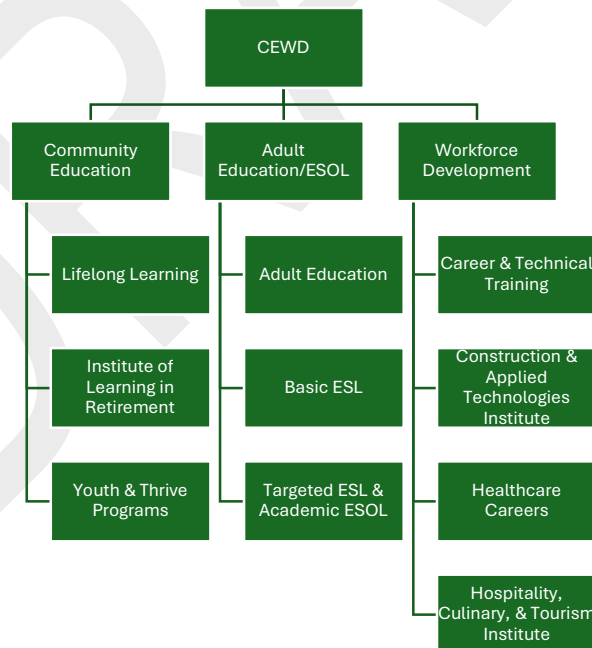 CEWD
Community
Education
Adult
Education/ESOL
Workforce
Development
Lifelong Learning
Adult Education
Career & Technical
Training
Institute of
Learning in
Retirement
Basic ESL
Construction &
Applied
Technologies
Institute
Youth & Thrive
Programs
Targeted ESL &
Academic ESOL
Healthcare
Careers
Hospitality,
Culinary, & Tourism
Institute